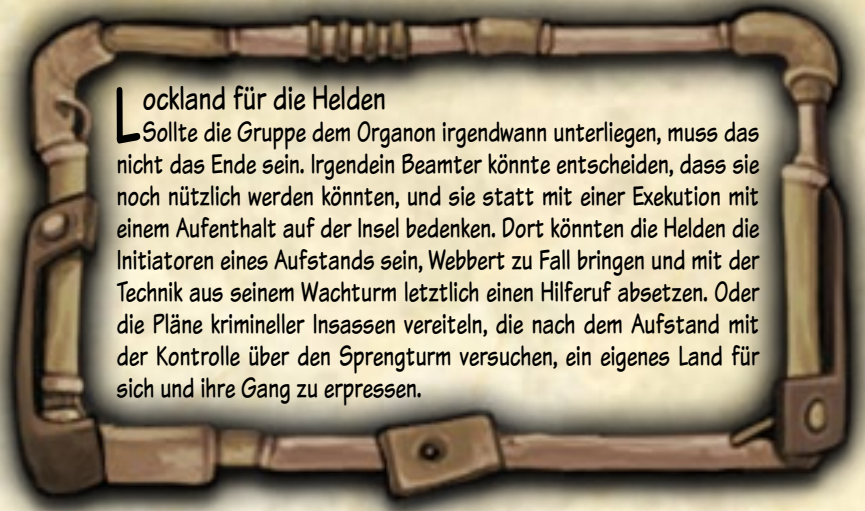 Lockland für die Helden
Sollte die Gruppe dem Organon irgendwann unterliegen, muss das
nicht das Ende sein. Irgendein Beamter könnte entscheiden, dass sie
noch nützlich werden könnten, und sie statt mit einer Exekution mit
einem Aufenthalt auf der Insel bedenken. Dort könnten die Helden die
Initiatoren eines Aufstands sein, Webbert zu Fall bringen und mit der
Technik aus seinem Wachturm letztlich einen Hilferuf absetzen. Oder
die Pläne krimineller Insassen vereiteln, die nach dem Aufstand mit
der Kontrolle über den Sprengturm versuchen, ein eigenes Land für
sich und ihre Gang zu erpressen.